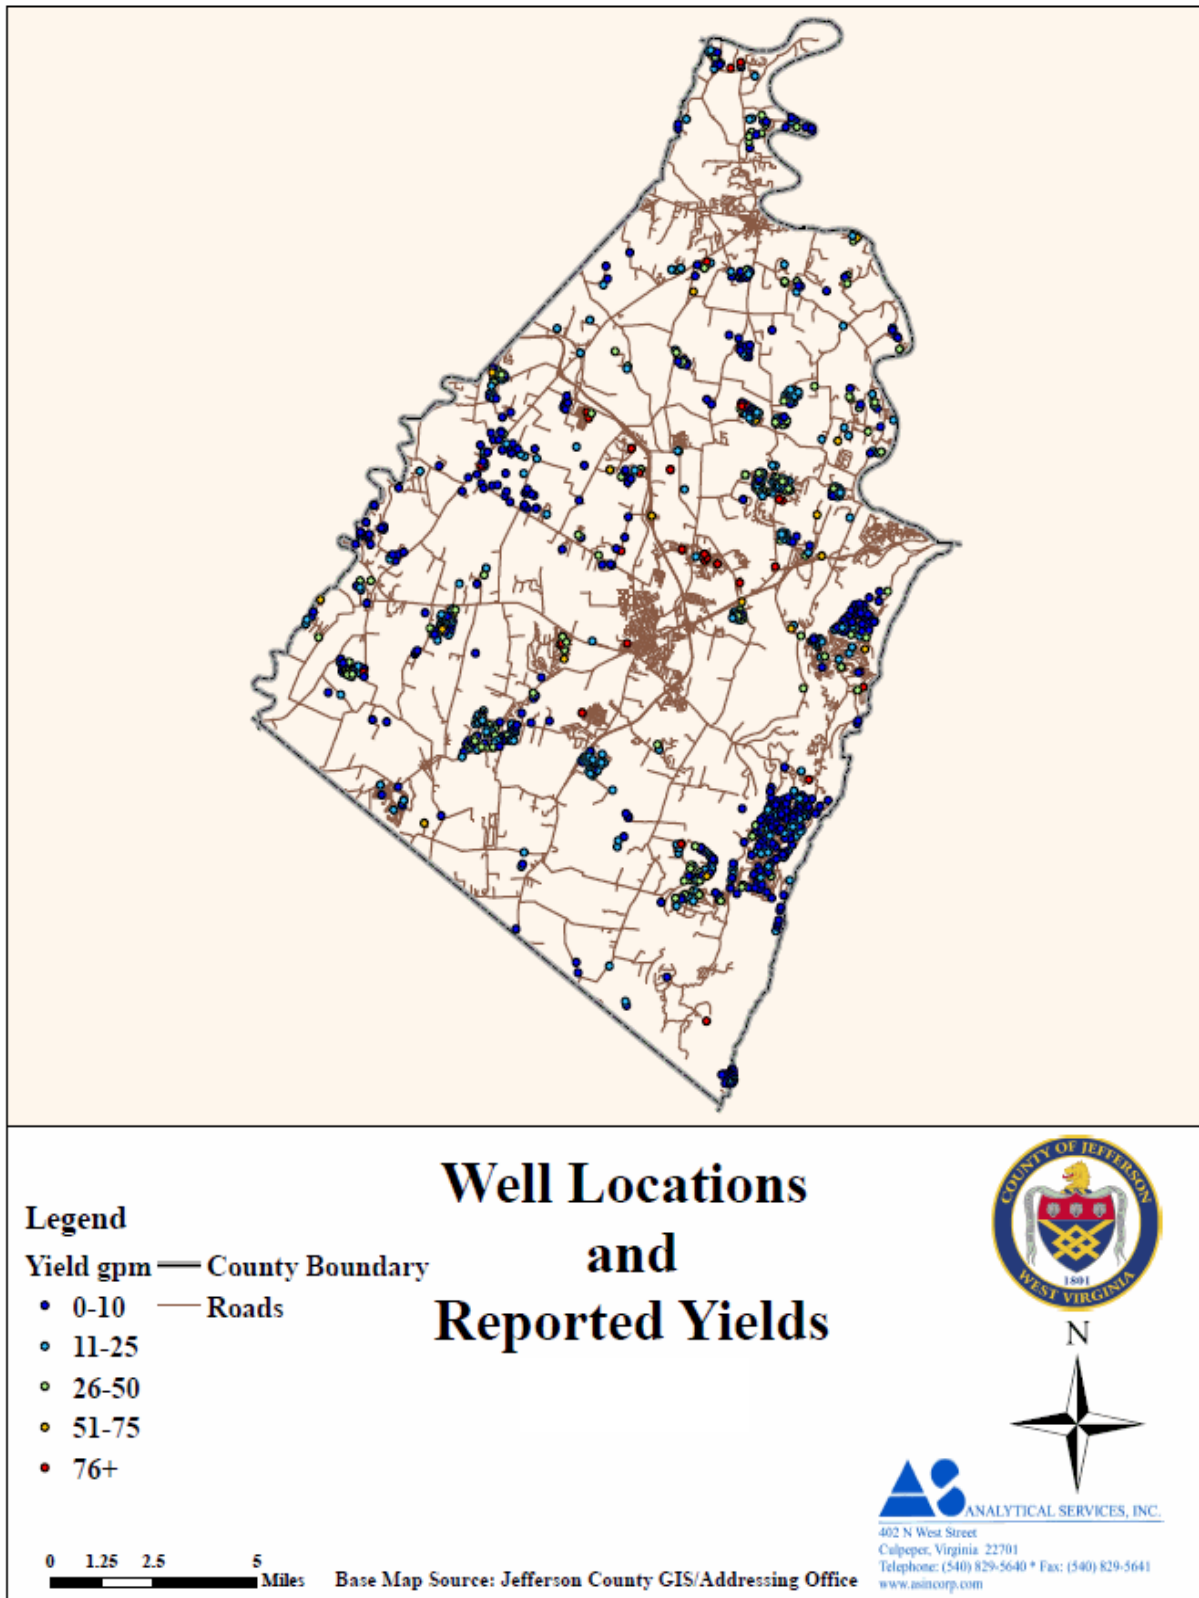 Well Locations
and
Reported Yields
Legend
Yield gpm
County Boundary
0-10
Roads
11-25
26-50
51-75
76+
0 1.25 2.5 5
Miles
Base Map Source: Jefferson County GIS/Addressing Office
COUNTY OF JEFFERSON
1801
WEST VIRGINIA
N
AS
ANALYTICAL SERVICES, INC.
402 N West Street
Culpeper, Virginia 22701
Telephone: (540) 829-5640 * Fax: (540) 829-5641
www.asincorp.com